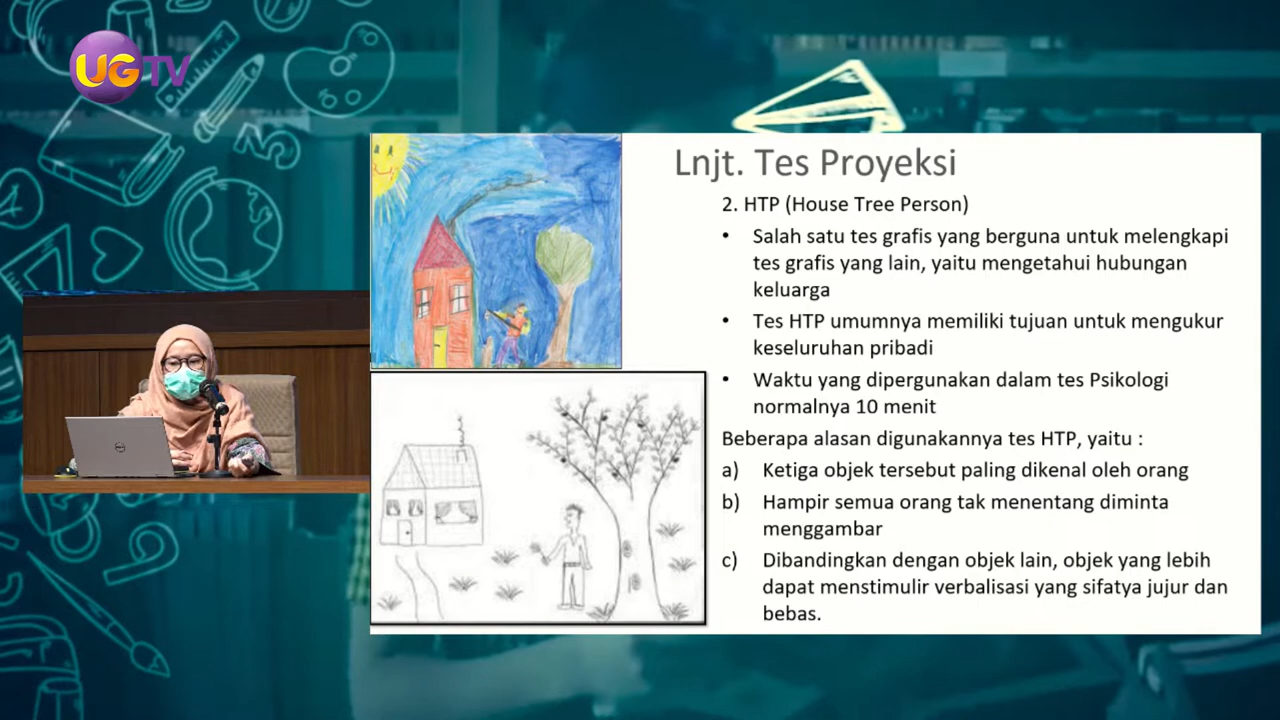 UGTV
Lnjt. Tes Proyeksi
2. HTP (House Tree Person)
• Salah satu tes grafis yang berguna untuk melengkapi
tes grafis yang lain, yaitu mengetahui hubungan
keluarga
• Tes HTP umumnya memiliki tujuan untuk mengukur
keseluruhan pribadi
• Waktu yang dipergunakan dalam tes Psikologi
normalnya 10 menit
Beberapa alasan digunakannya tes HTP, yaitu :
a) Ketiga objek tersebut paling dikenal oleh orang
b) Hampir semua orang tak menentang diminta
menggambar
c) Dibandingkan dengan objek lain, objek yang lebih
dapat menstimulir verbalisasi yang sifatya jujur dan
bebas.